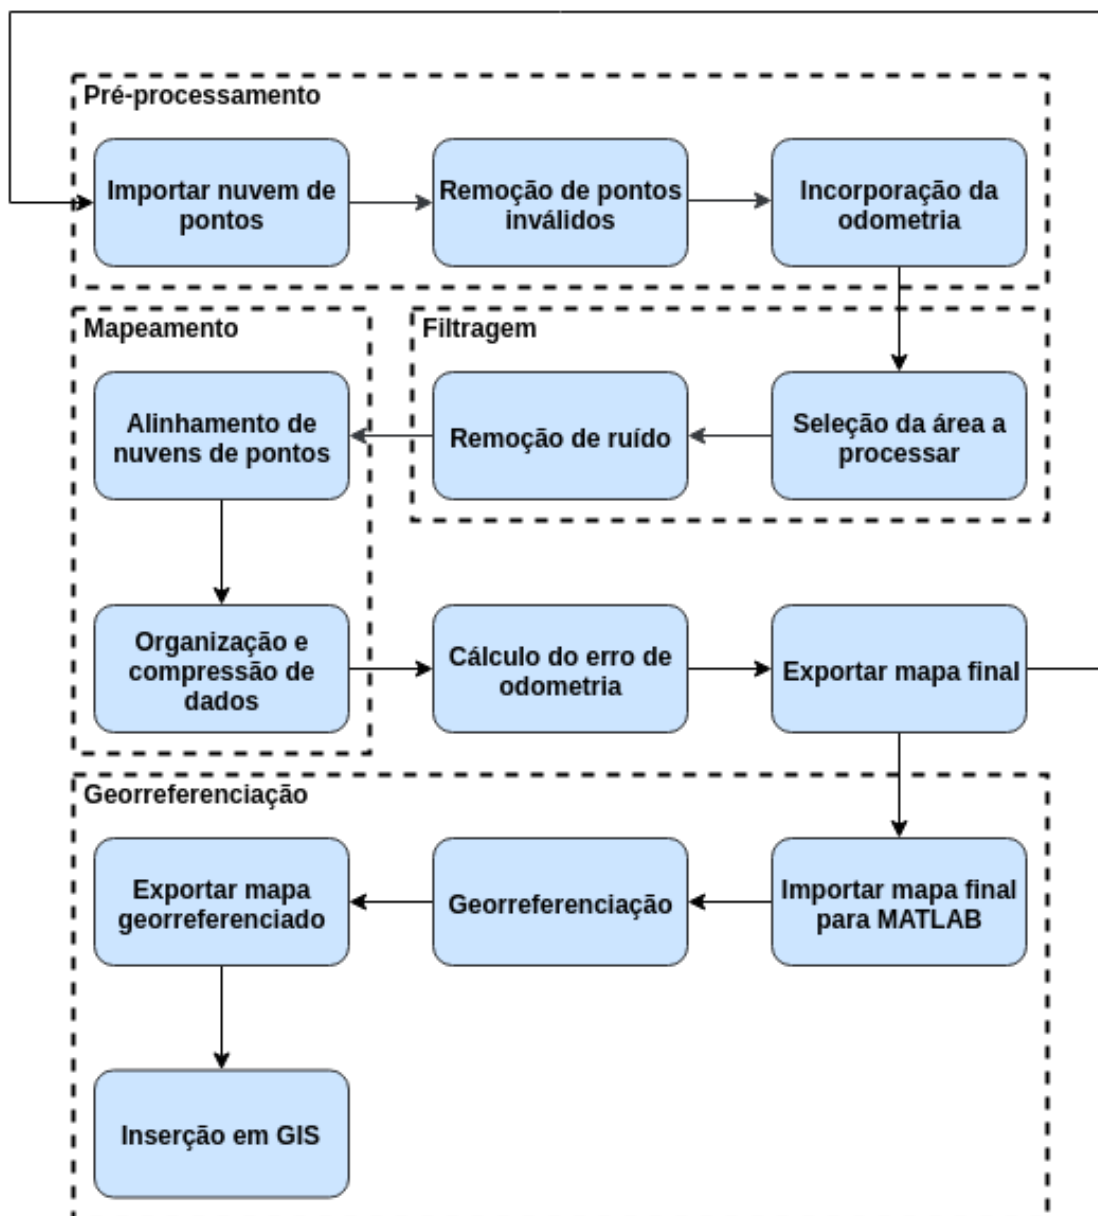 Pré-processamento
Importar nuvem de
pontos
Remoção de pontos
inválidos
Incorporação da
odometria
Mapeamento
Filtragem
Alinhamento de
nuvens de pontos
Remoção de ruído
Seleção da área a
processar
Organização e
compressão de
dados
Cálculo do erro de
odometria
Exportar mapa final
Georreferenciação
Exportar mapa
georreferenciado
Georreferenciação
Importar mapa final
para MATLAB
Inserção em GIS